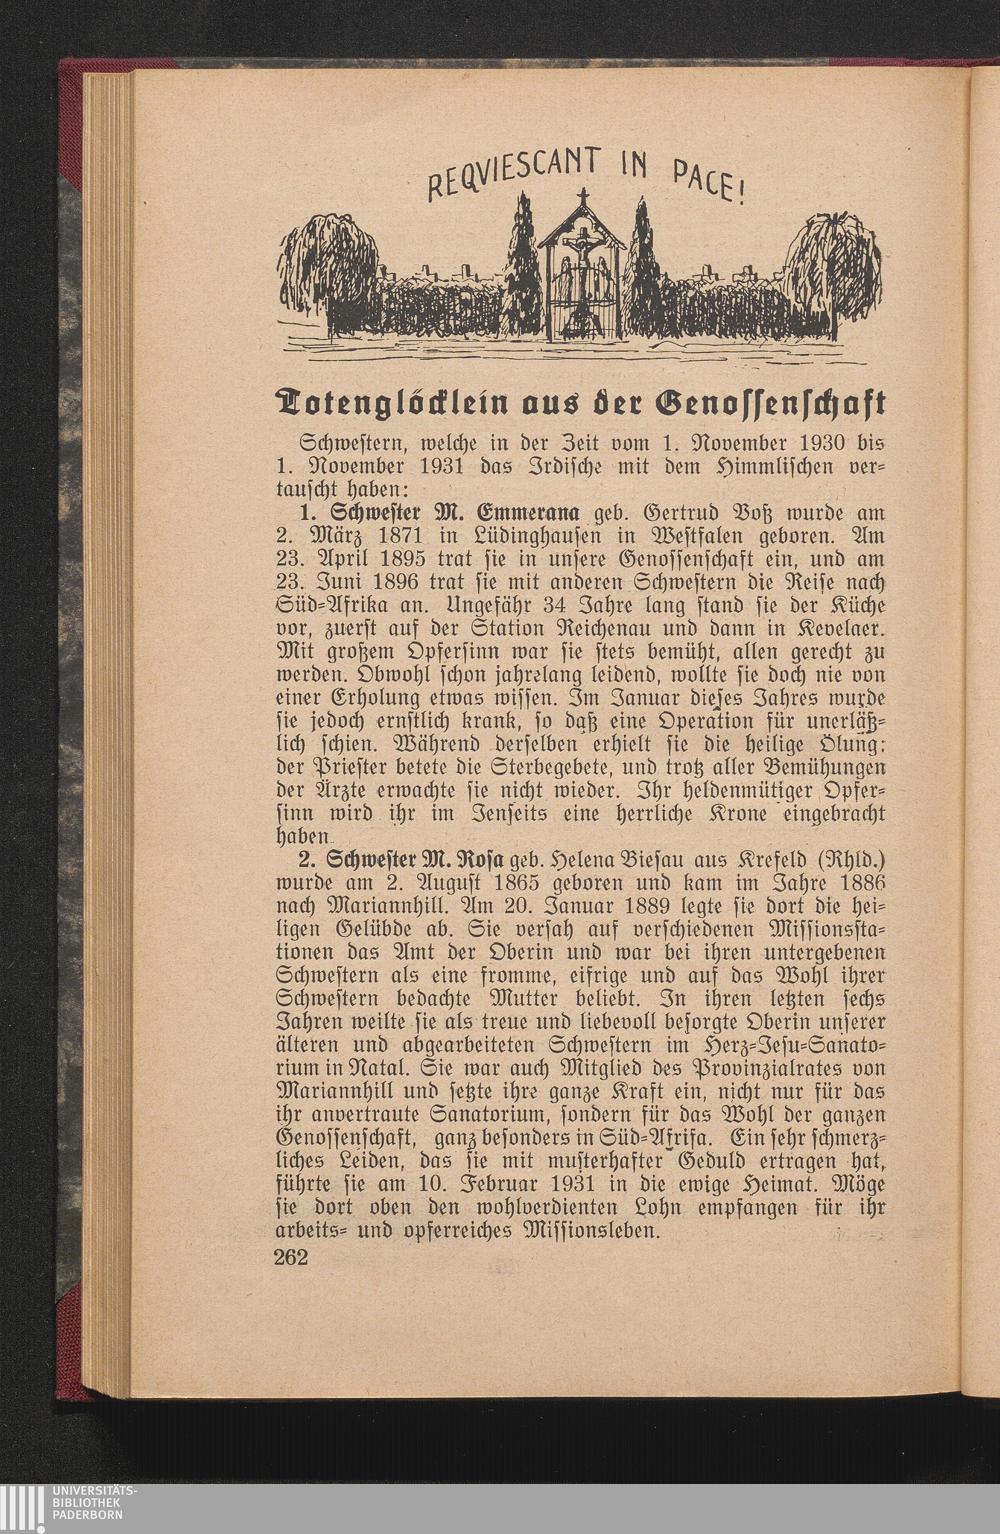 REQVIESCANT IN PACE!
Totenglöcklein aus der Genossenschaft
Schwestern, welche in der Zeit vom 1. November 1930 bis
1. November 1931 das Irdische mit dem Himmlischen ver-
tauscht haben:
1. Schwester M. Emmerana geb. Gertrud Voß wurde am
2. März 1871 in Lüdinghausen in Westfalen geboren. Am
23. April 1895 trat sie in unsere Genossenschaft ein, und am
23. Juni 1896 trat sie mit anderen Schwestern die Reise nach
Süd-Afrika an. Ungefähr 34 Jahre lang stand sie der Küche
vor, zuerst auf der Station Reichenau und dann in Kevelaer.
Mit großem Opfersinn war sie stets bemüht, allen gerecht zu
werden. Obwohl schon jahrelang leidend, wollte sie doch nie von
einer Erholung etwas wissen. Im Januar dieses Jahres wurde
sie jedoch ernstlich krank, so daß eine Operation für unerläß-
lich schien. Während derselben erhielt sie die heilige Ölung;
der Priester betete die Sterbegebete, und trotz aller Bemühungen
der Ärzte erwachte sie nicht wieder. Ihr heldenmütiger Opfer-
sinn wird ihr im Jenseits eine herrliche Krone eingebracht
haben.
2. Schwester M. Rosa geb. Helena Biesau aus Krefeld (Rhld.)
wurde am 2. August 1865 geboren und kam im Jahre 1886
nach Mariannhill. Am 20. Januar 1889 legte sie dort die hei-
ligen Gelübde ab. Sie versah auf verschiedenen Missionssta-
tionen das Amt der Oberin und war bei ihren untergebenen
Schwestern als eine fromme, eifrige und auf das Wohl ihrer
Schwestern bedachte Mutter beliebt. In ihren letzten sechs
Jahren weilte sie als treue und liebevoll besorgte Oberin unserer
älteren und abgearbeiteten Schwestern im Herz-Jesu-Sanato-
rium in Natal. Sie war auch Mitglied des Provinzialrates von
Mariannhill und setzte ihre ganze Kraft ein, nicht nur für das
ihr anvertraute Sanatorium, sondern für das Wohl der ganzen
Genossenschaft, ganz besonders in Süd-Afrifa. Ein sehr schmerz-
liches Leiden, das sie mit musterhafter Geduld ertragen hat,
führte sie am 10. Februar 1931 in die ewige Heimat. Möge
sie dort oben den wohlverdienten Lohn empfangen für ihr
arbeits- und opferreiches Missionsleben.
262
UNIVERSITÄTS-
BIBLIOTHEK
PADERBORN